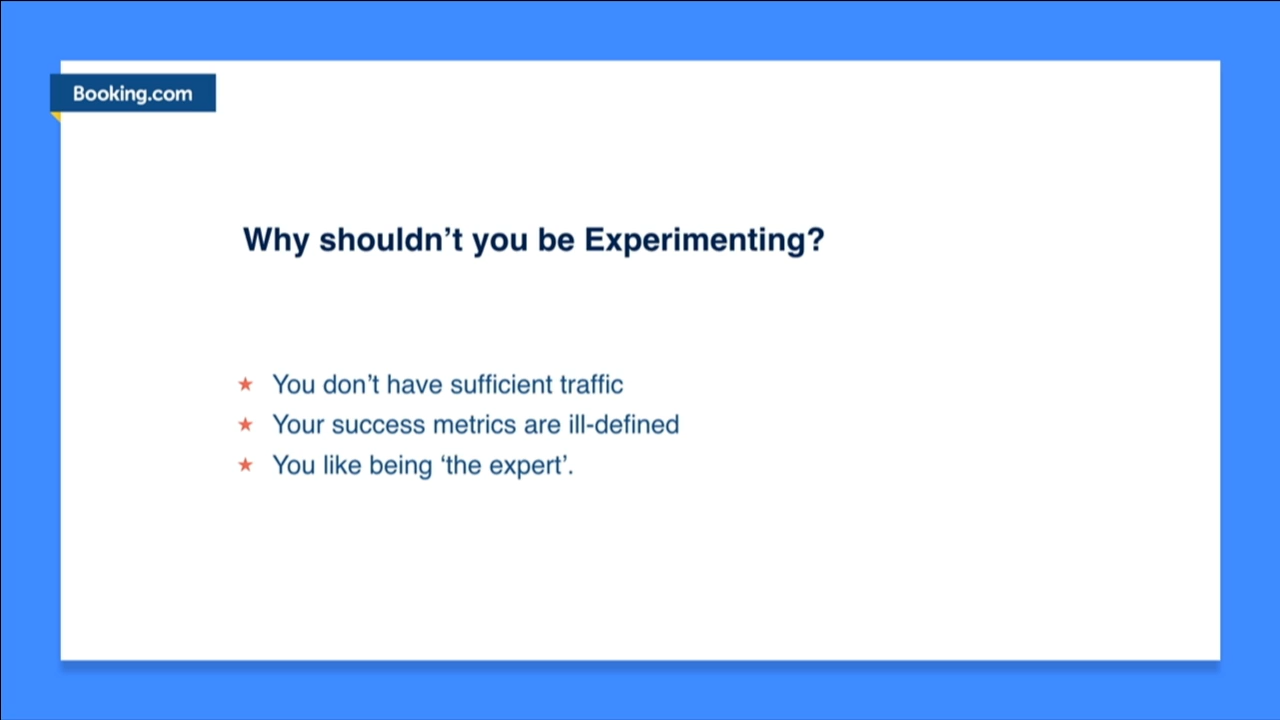 Booking.com
Why shouldn’t you be Experimenting?
★ You don’t have sufficient traffic
★ Your success metrics are ill-defined
★ You like being ‘the expert’.